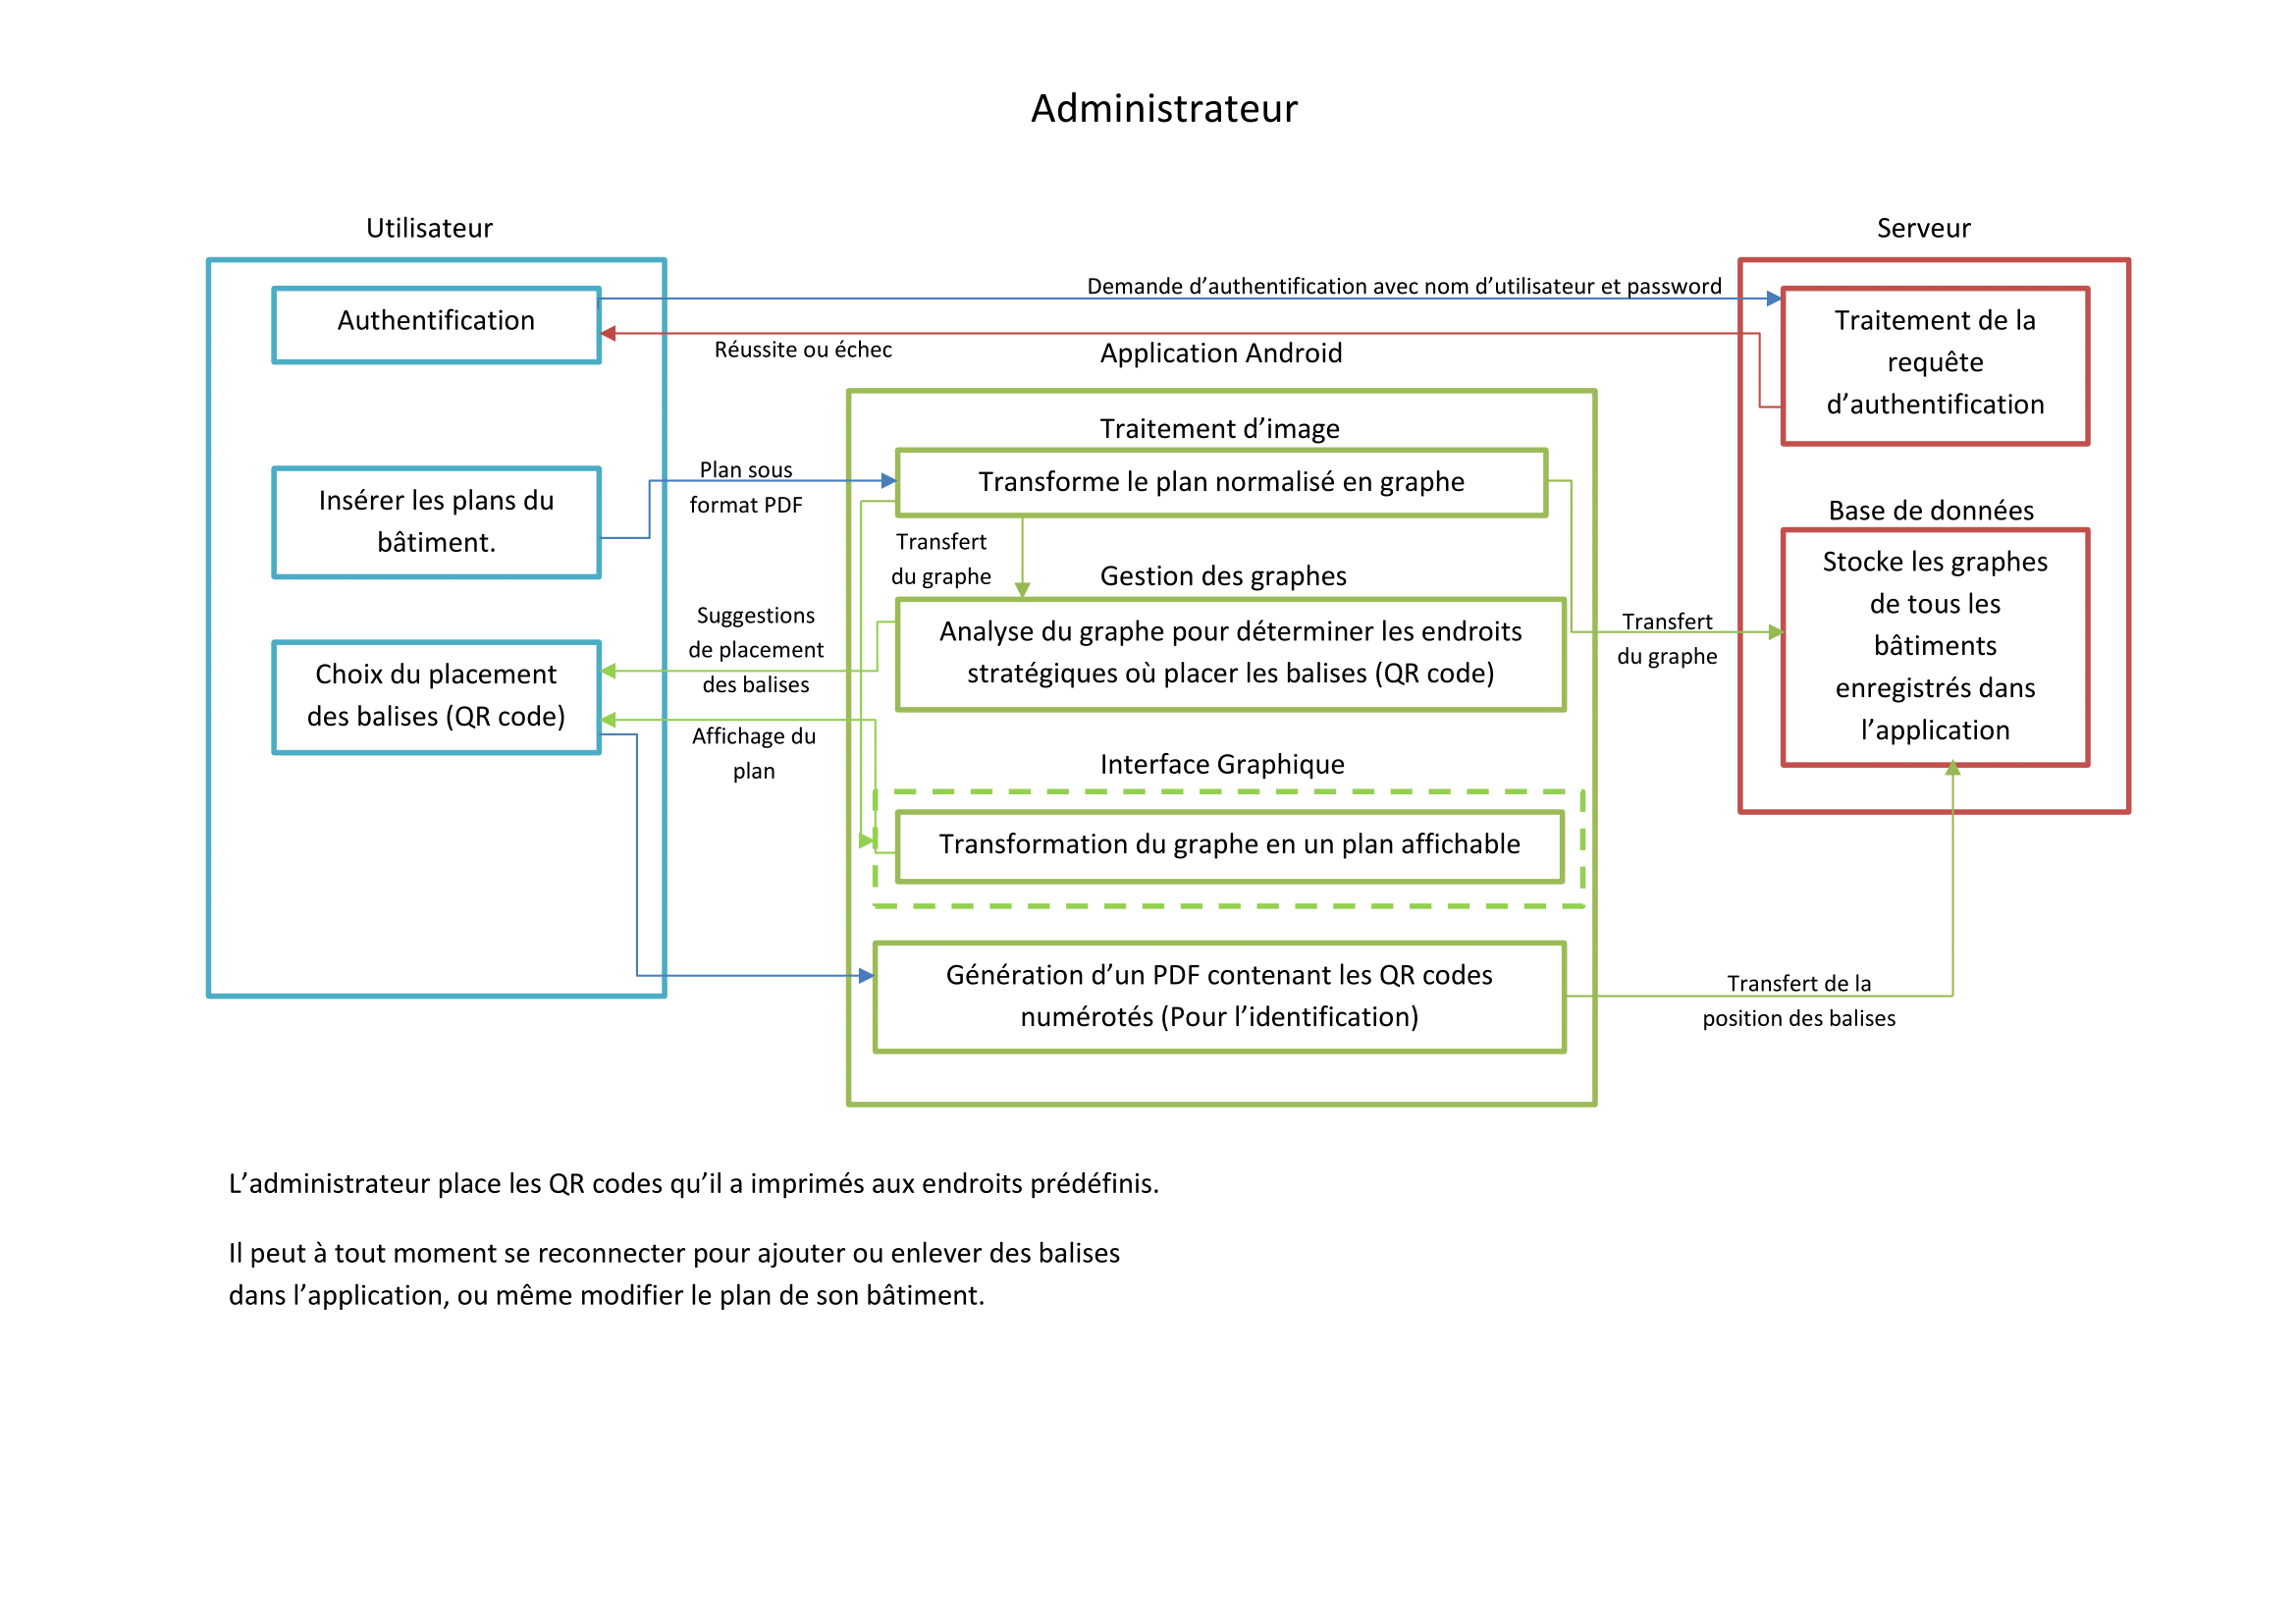 Administrateur
Utilisateur
Serveur
Demande d’authentification avec nom d’utilisateur et password
Authentification
Réussite ou échec
Traitement de la
requête
d’authentification
Application Android
Traitement d’image
Transforme le plan normalisé en graphe
Plan sous
format PDF
Insérer les plans du
bâtiment.
Transfert
du graphe
Gestion des graphes
Analyse du graphe pour déterminer les endroits
stratégiques où placer les balises (QR code)
Transfert
du graphe
Base de données
Stocke les graphes
de tous les
bâtiments
enregistrés dans
l’application
Suggestions
de placement
des balises
Choix du placement
des balises (QR code)
Affichage du
plan
Interface Graphique
Transformation du graphe en un plan affichable
Génération d’un PDF contenant les QR codes
numérotés (Pour l’identification)
Transfert de la
position des balises
L’administrateur place les QR codes qu’il a imprimés aux endroits prédéfinis.
Il peut à tout moment se reconnecter pour ajouter ou enlever des balises
dans l’application, ou même modifier le plan de son bâtiment.